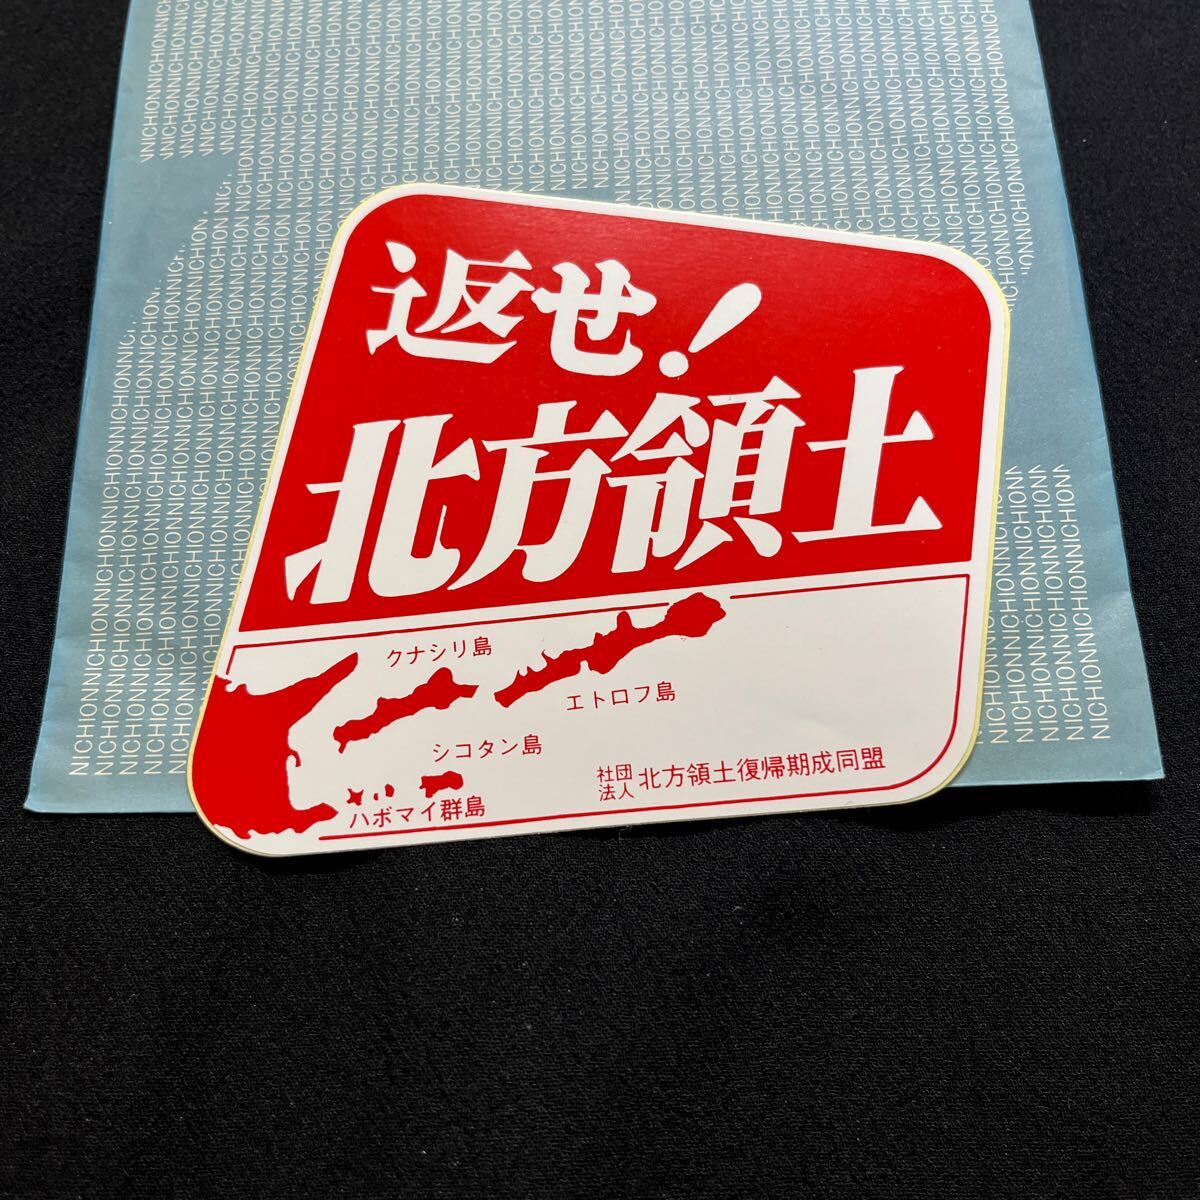 返せ!
北方領土
クナシリ島
エトロフ島
シコタン島
ハボマイ群島
社団法人 北方領土復帰期成同盟